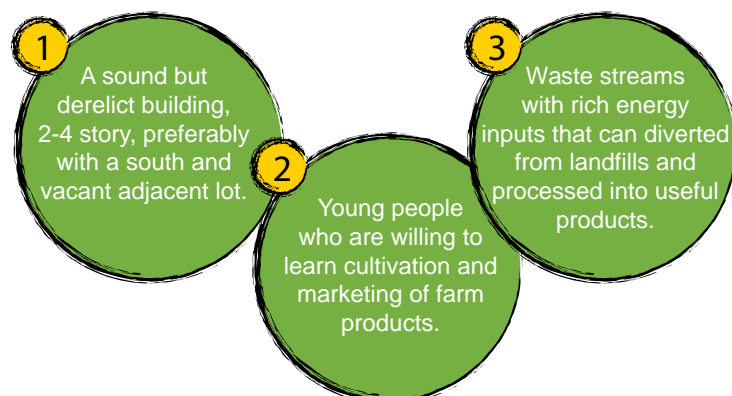 1
A sound but
derelict building,
2-4 story, preferably
with a south and
vacant adjacent lot.
2
Young people
who are willing to
learn cultivation and
marketing of farm
products.
3
Waste streams
with rich energy
inputs that can diverted
from landfills and
processed into useful
products.